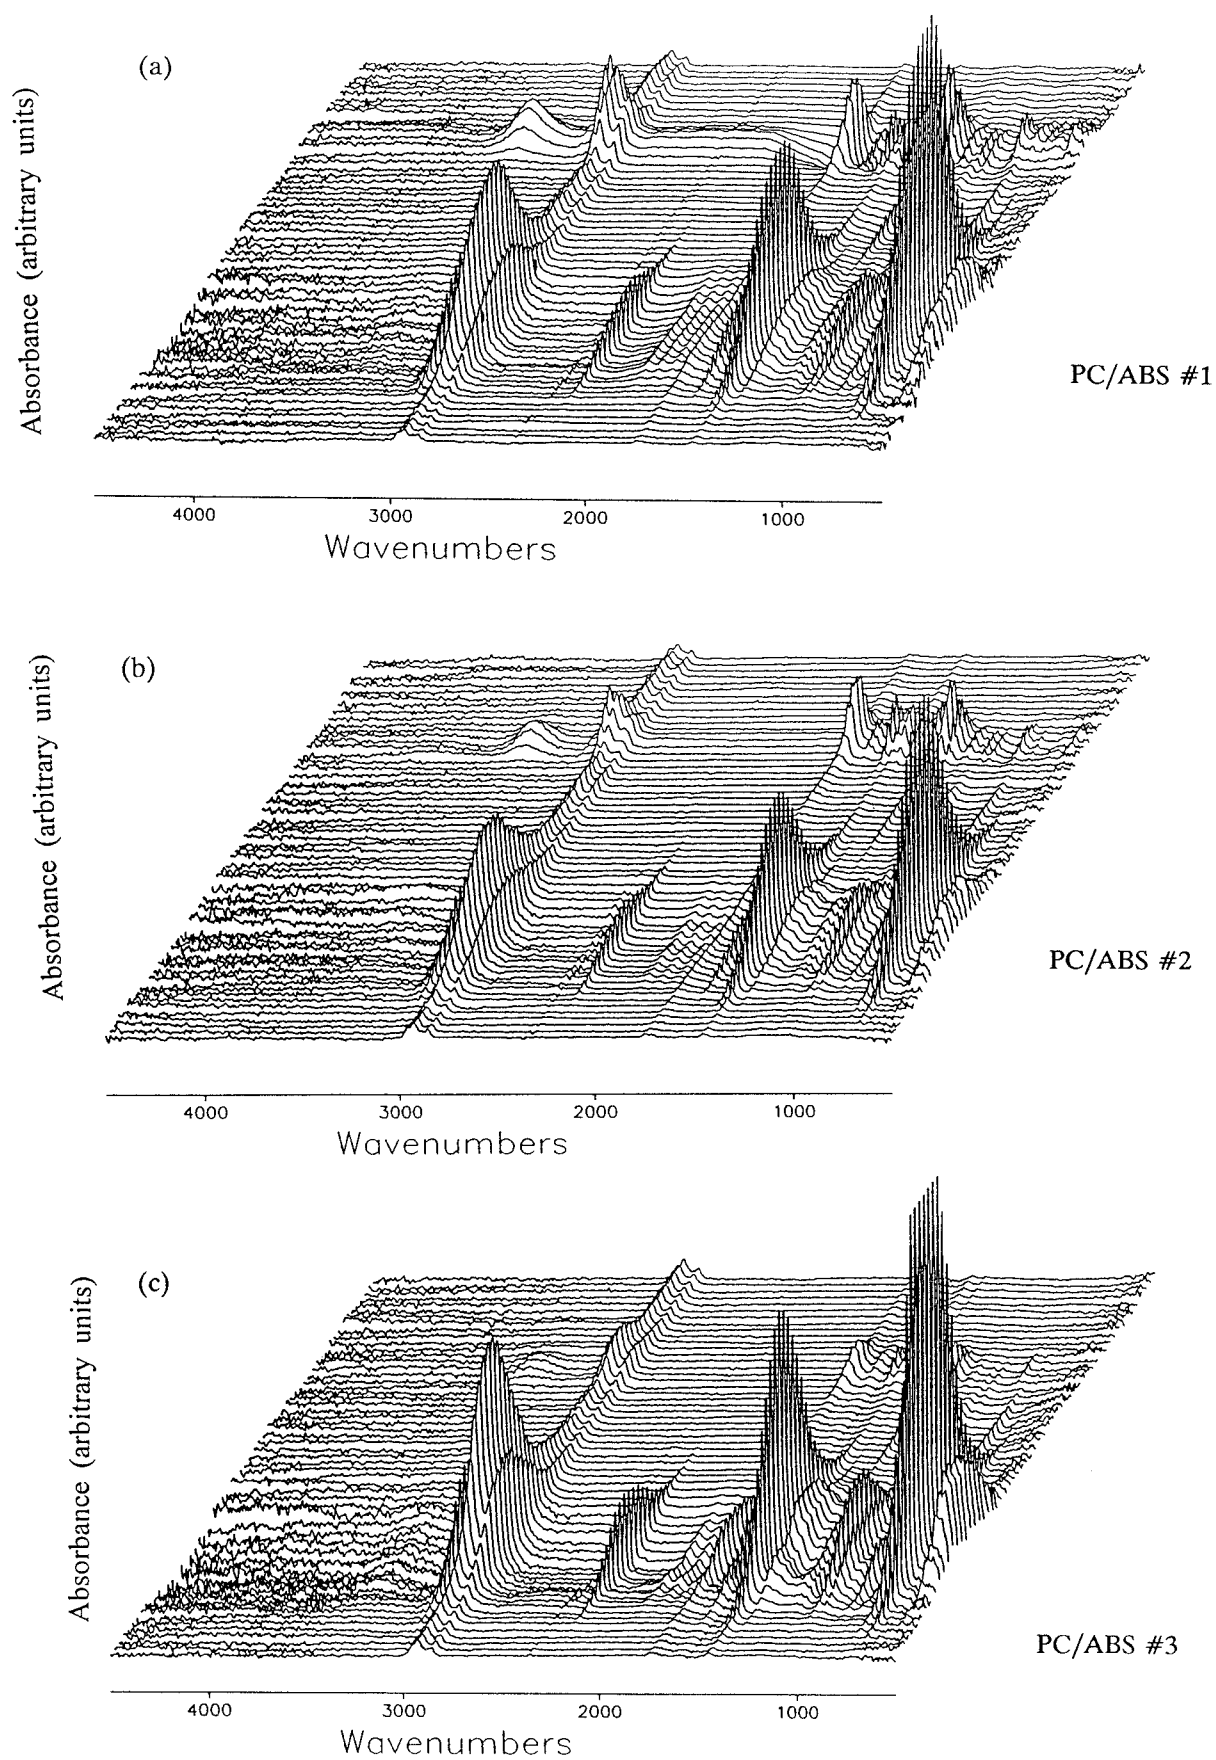 (a)
Absorbance (arbitrary units)
PC/ABS #1
4000 3000 2000 1000
Wavenumbers
(b)
Absorbance (arbitrary units)
PC/ABS #2
4000 3000 2000 1000
Wavenumbers
(c)
Absorbance (arbitrary units)
PC/ABS #3
4000 3000 2000 1000
Wavenumbers